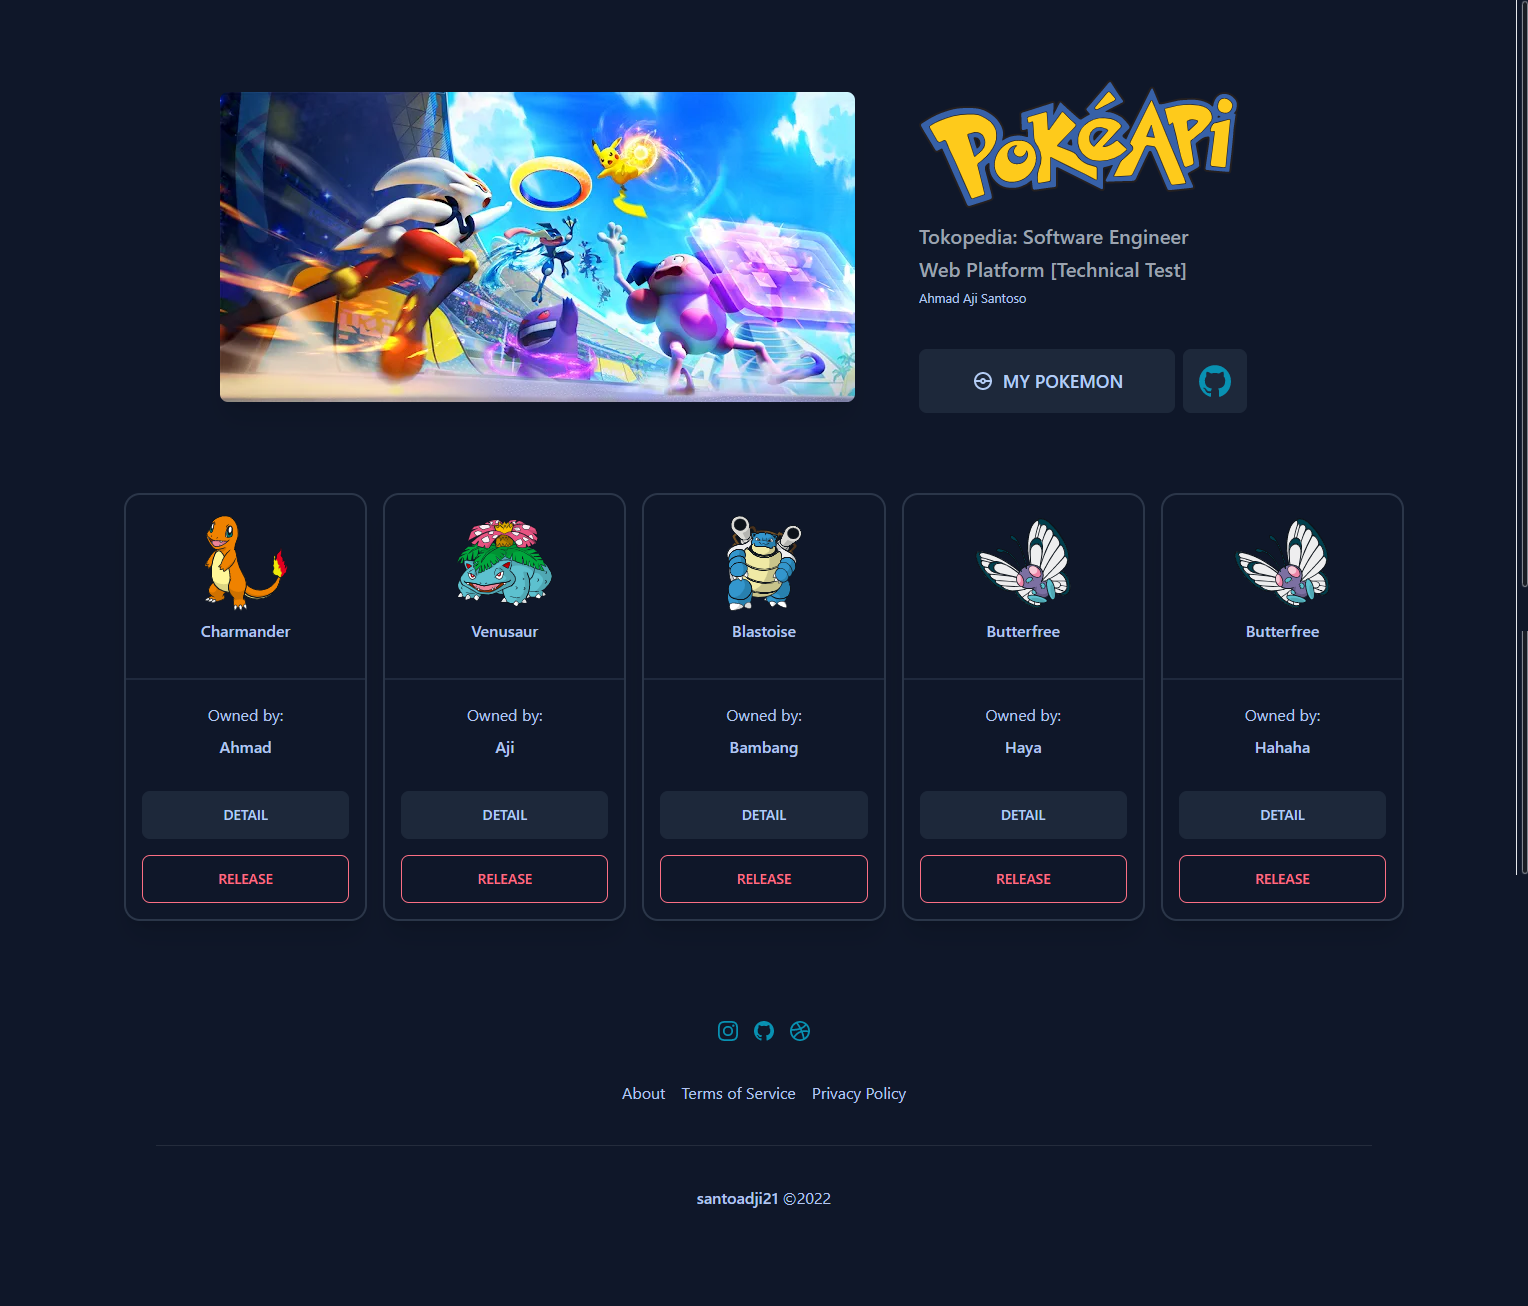 PokéApi
Tokopedia: Software Engineer
Web Platform [Technical Test]
Ahmad Aji Santoso
MY POKEMON
Charmander
Owned by:
Ahmad
DETAIL
RELEASE
Venusaur
Owned by:
Aji
DETAIL
RELEASE
Blastoise
Owned by:
Bambang
DETAIL
RELEASE
Butterfree
Owned by:
Haya
DETAIL
RELEASE
Butterfree
Owned by:
Hahaha
DETAIL
RELEASE
About Terms of Service Privacy Policy
santoadji21 ©2022